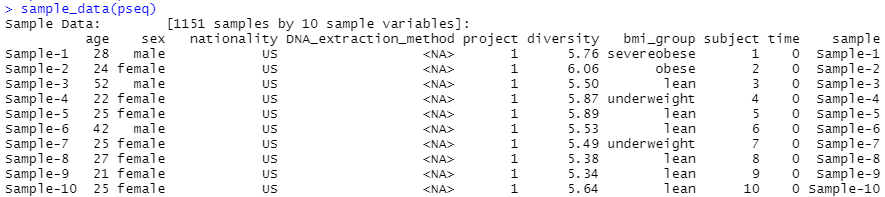 > sample_data(pseq)
Sample Data: [1151 samples by 10 sample variables]:
age sex nationality DNA_extraction_method project diversity bmi_group subject time sample
Sample-1 28 male US <NA> 1 5.76 severeobese 1 0 Sample-1
Sample-2 24 female US <NA> 1 6.06 obese 2 0 Sample-2
Sample-3 52 male US <NA> 1 5.50 lean 3 0 Sample-3
Sample-4 22 female US <NA> 1 5.87 underweight 4 0 Sample-4
Sample-5 25 female US <NA> 1 5.89 lean 5 0 Sample-5
Sample-6 42 male US <NA> 1 5.53 lean 6 0 Sample-6
Sample-7 25 female US <NA> 1 5.49 underweight 7 0 Sample-7
Sample-8 27 female US <NA> 1 5.38 lean 8 0 Sample-8
Sample-9 21 female US <NA> 1 5.34 lean 9 0 Sample-9
Sample-10 25 female US <NA> 1 5.64 lean 10 0 Sample-10